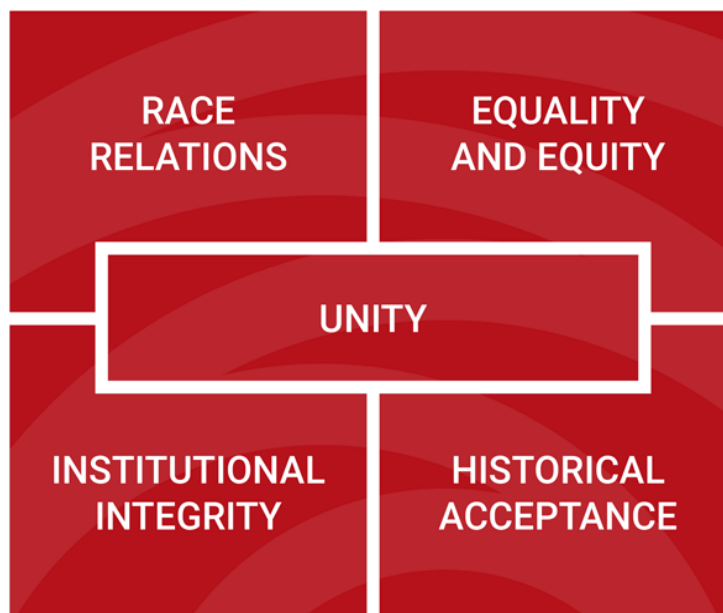 RACE
RELATIONS
EQUALITY
AND EQUITY
UNITY
INSTITUTIONAL
INTEGRITY
HISTORICAL
ACCEPTANCE